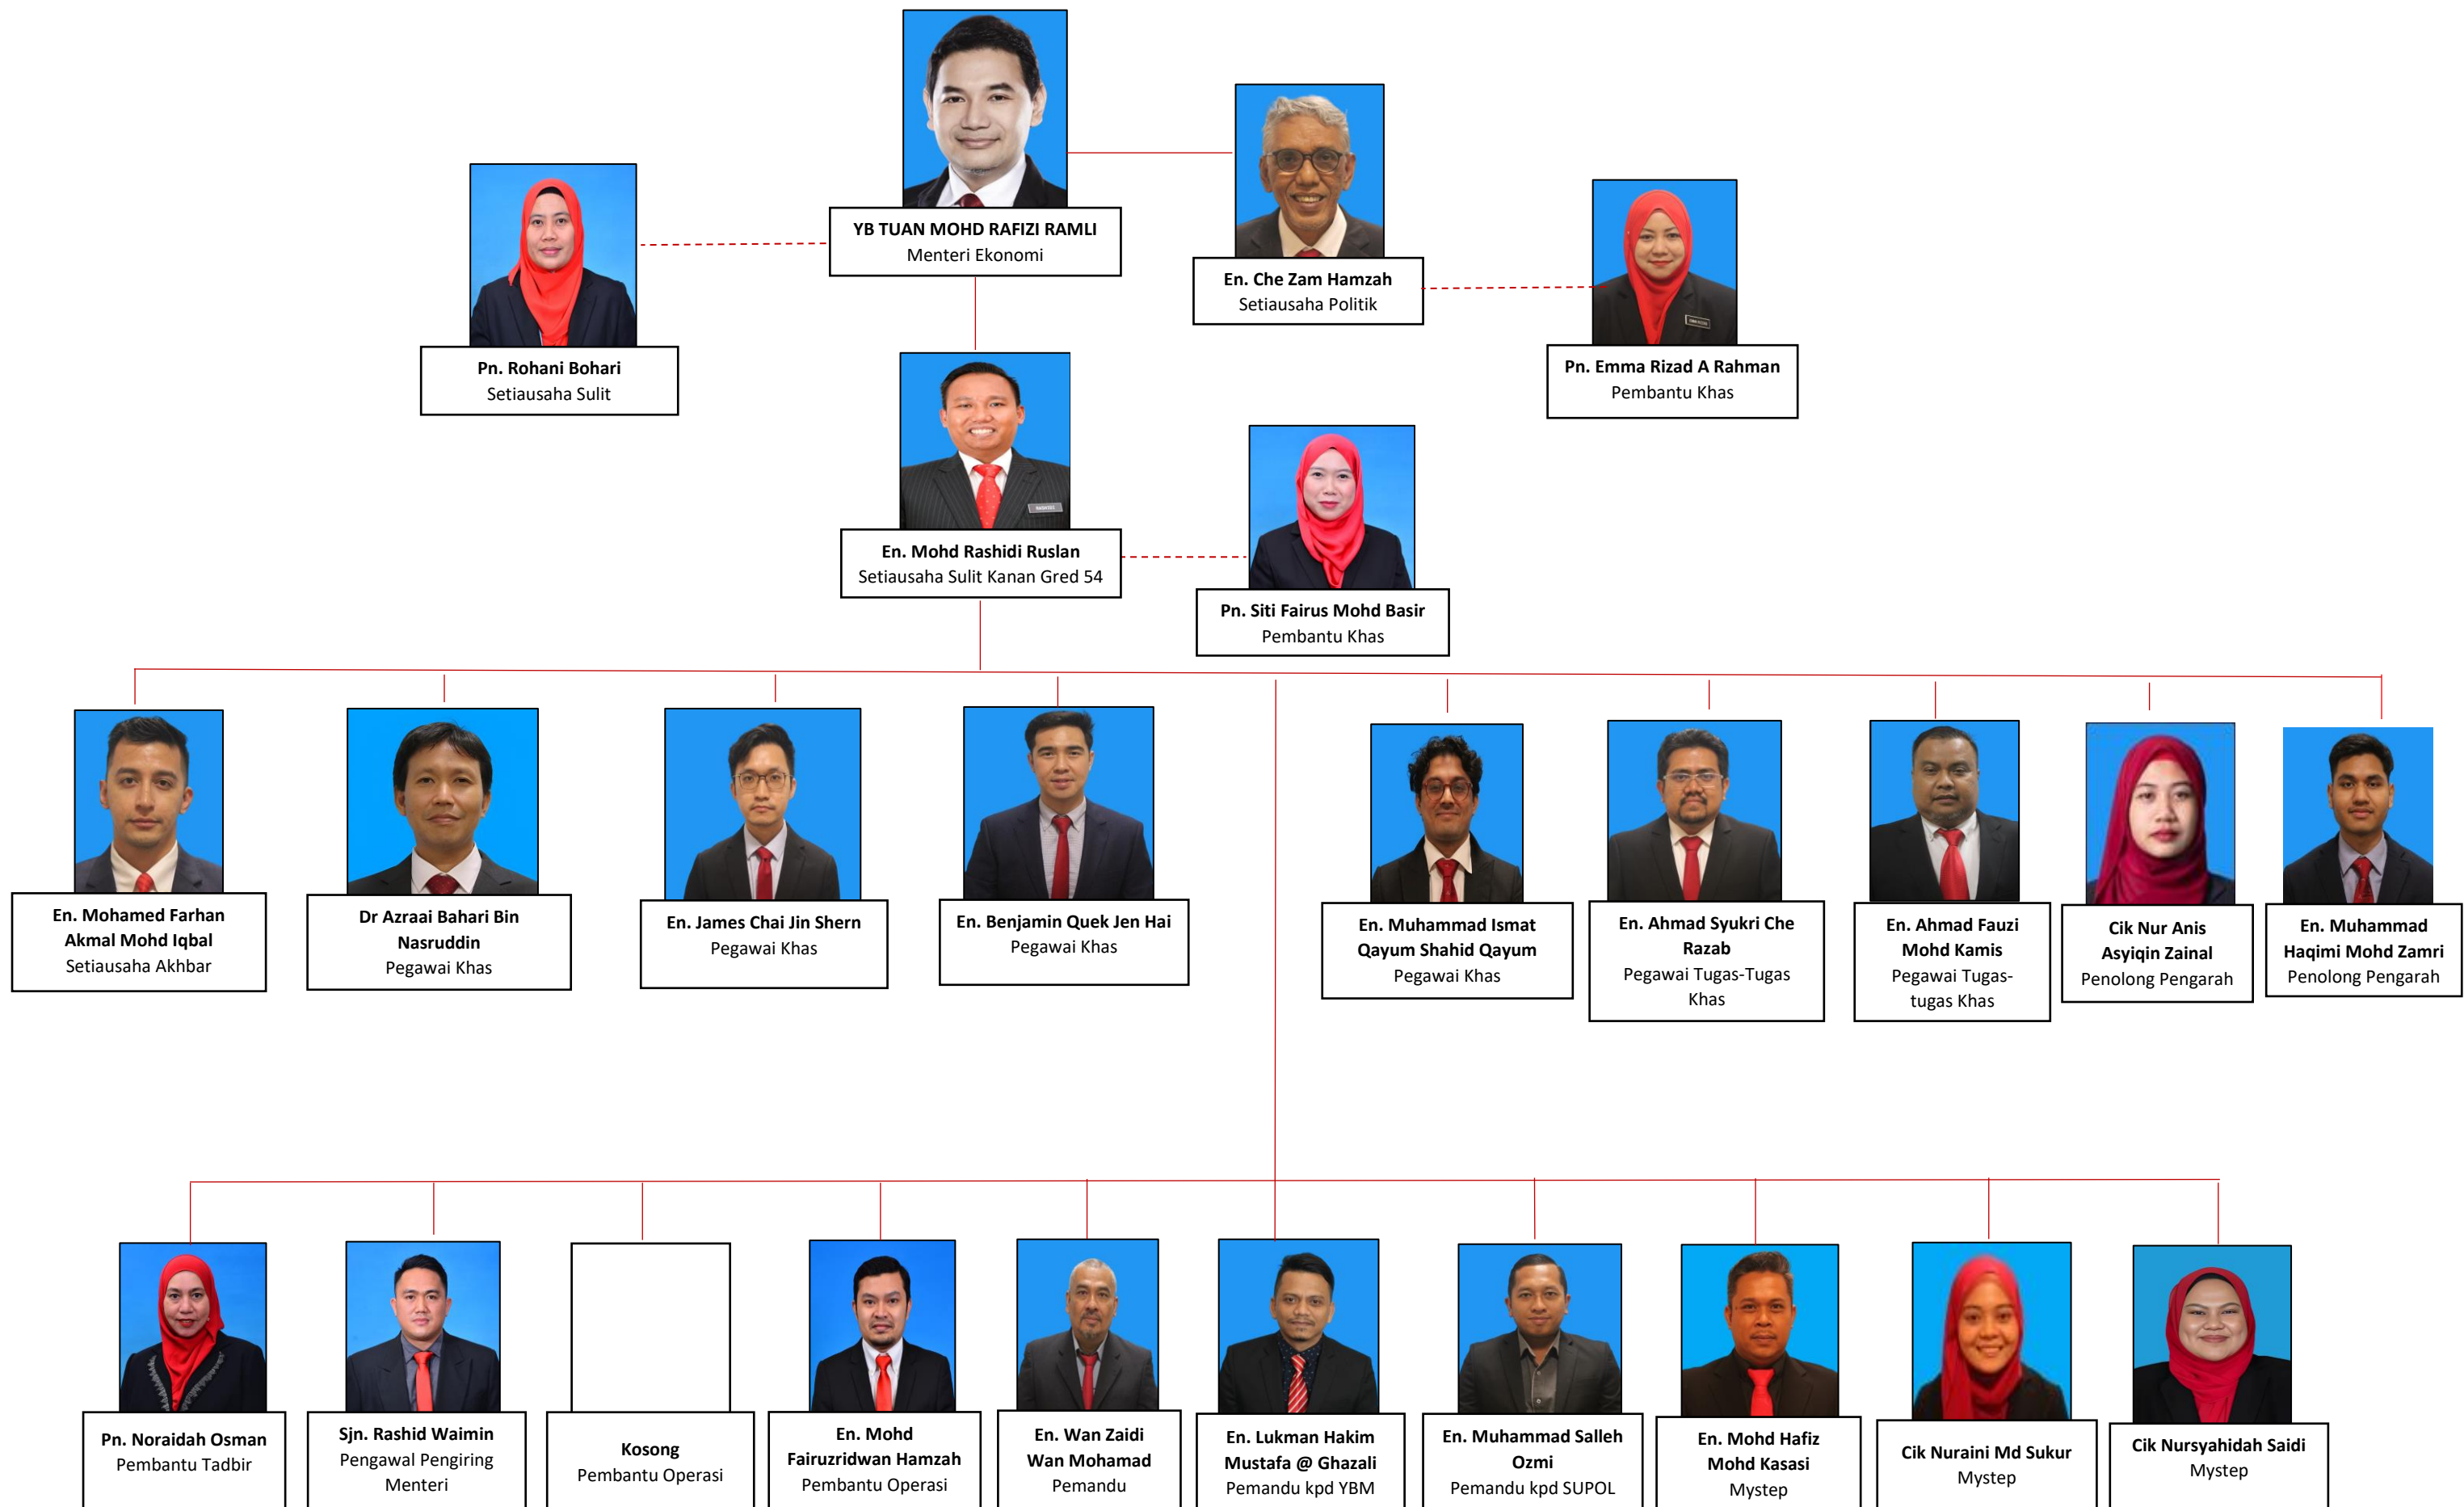 YB TUAN MOHD RAFIZI RAMLI
Menteri Ekonomi
En. Che Zam Hamzah
Setiausaha Politik
Pn. Rohani Bohari
Setiausaha Sulit
Pn. Emma Rizad A Rahman
Pembantu Khas
En. Mohd Rashidi Ruslan
Setiausaha Sulit Kanan Gred 54
Pn. Siti Fairus Mohd Basir
Pembantu Khas
En. Mohamed Farhan
Akmal Mohd Iqbal
Setiausaha Akhbar
Dr Azraai Bahari Bin
Nasruddin
Pegawai Khas
En. James Chai Jin Shern
Pegawai Khas
En. Benjamin Quek Jen Hai
Pegawai Khas
En. Muhammad Ismat
Qayum Shahid Qayum
Pegawai Khas
En. Ahmad Syukri Che
Razab
Pegawai Tugas-Tugas
Khas
En. Ahmad Fauzi
Mohd Kamis
Pegawai Tugas-
tugas Khas
Cik Nur Anis
Asyiqin Zainal
Penolong Pengarah
En. Muhammad
Haqimi Mohd Zamri
Penolong Pengarah
Pn. Noraidah Osman
Pembantu Tadbir
Sjn. Rashid Waimin
Pengawal Pengiring
Menteri
Kosong
Pembantu Operasi
En. Mohd
Fairuzridwan Hamzah
Pembantu Operasi
En. Wan Zaidi
Wan Mohamad
Pemandu
En. Lukman Hakim
Mustafa @ Ghazali
Pemandu kpd YBM
En. Muhammad Salleh
Ozmi
Pemandu kpd SUPOL
En. Mohd Hafiz
Mohd Kasasi
Mystep
Cik Nuraini Md Sukur
Mystep
Cik Nursyahidah Saidi
Mystep